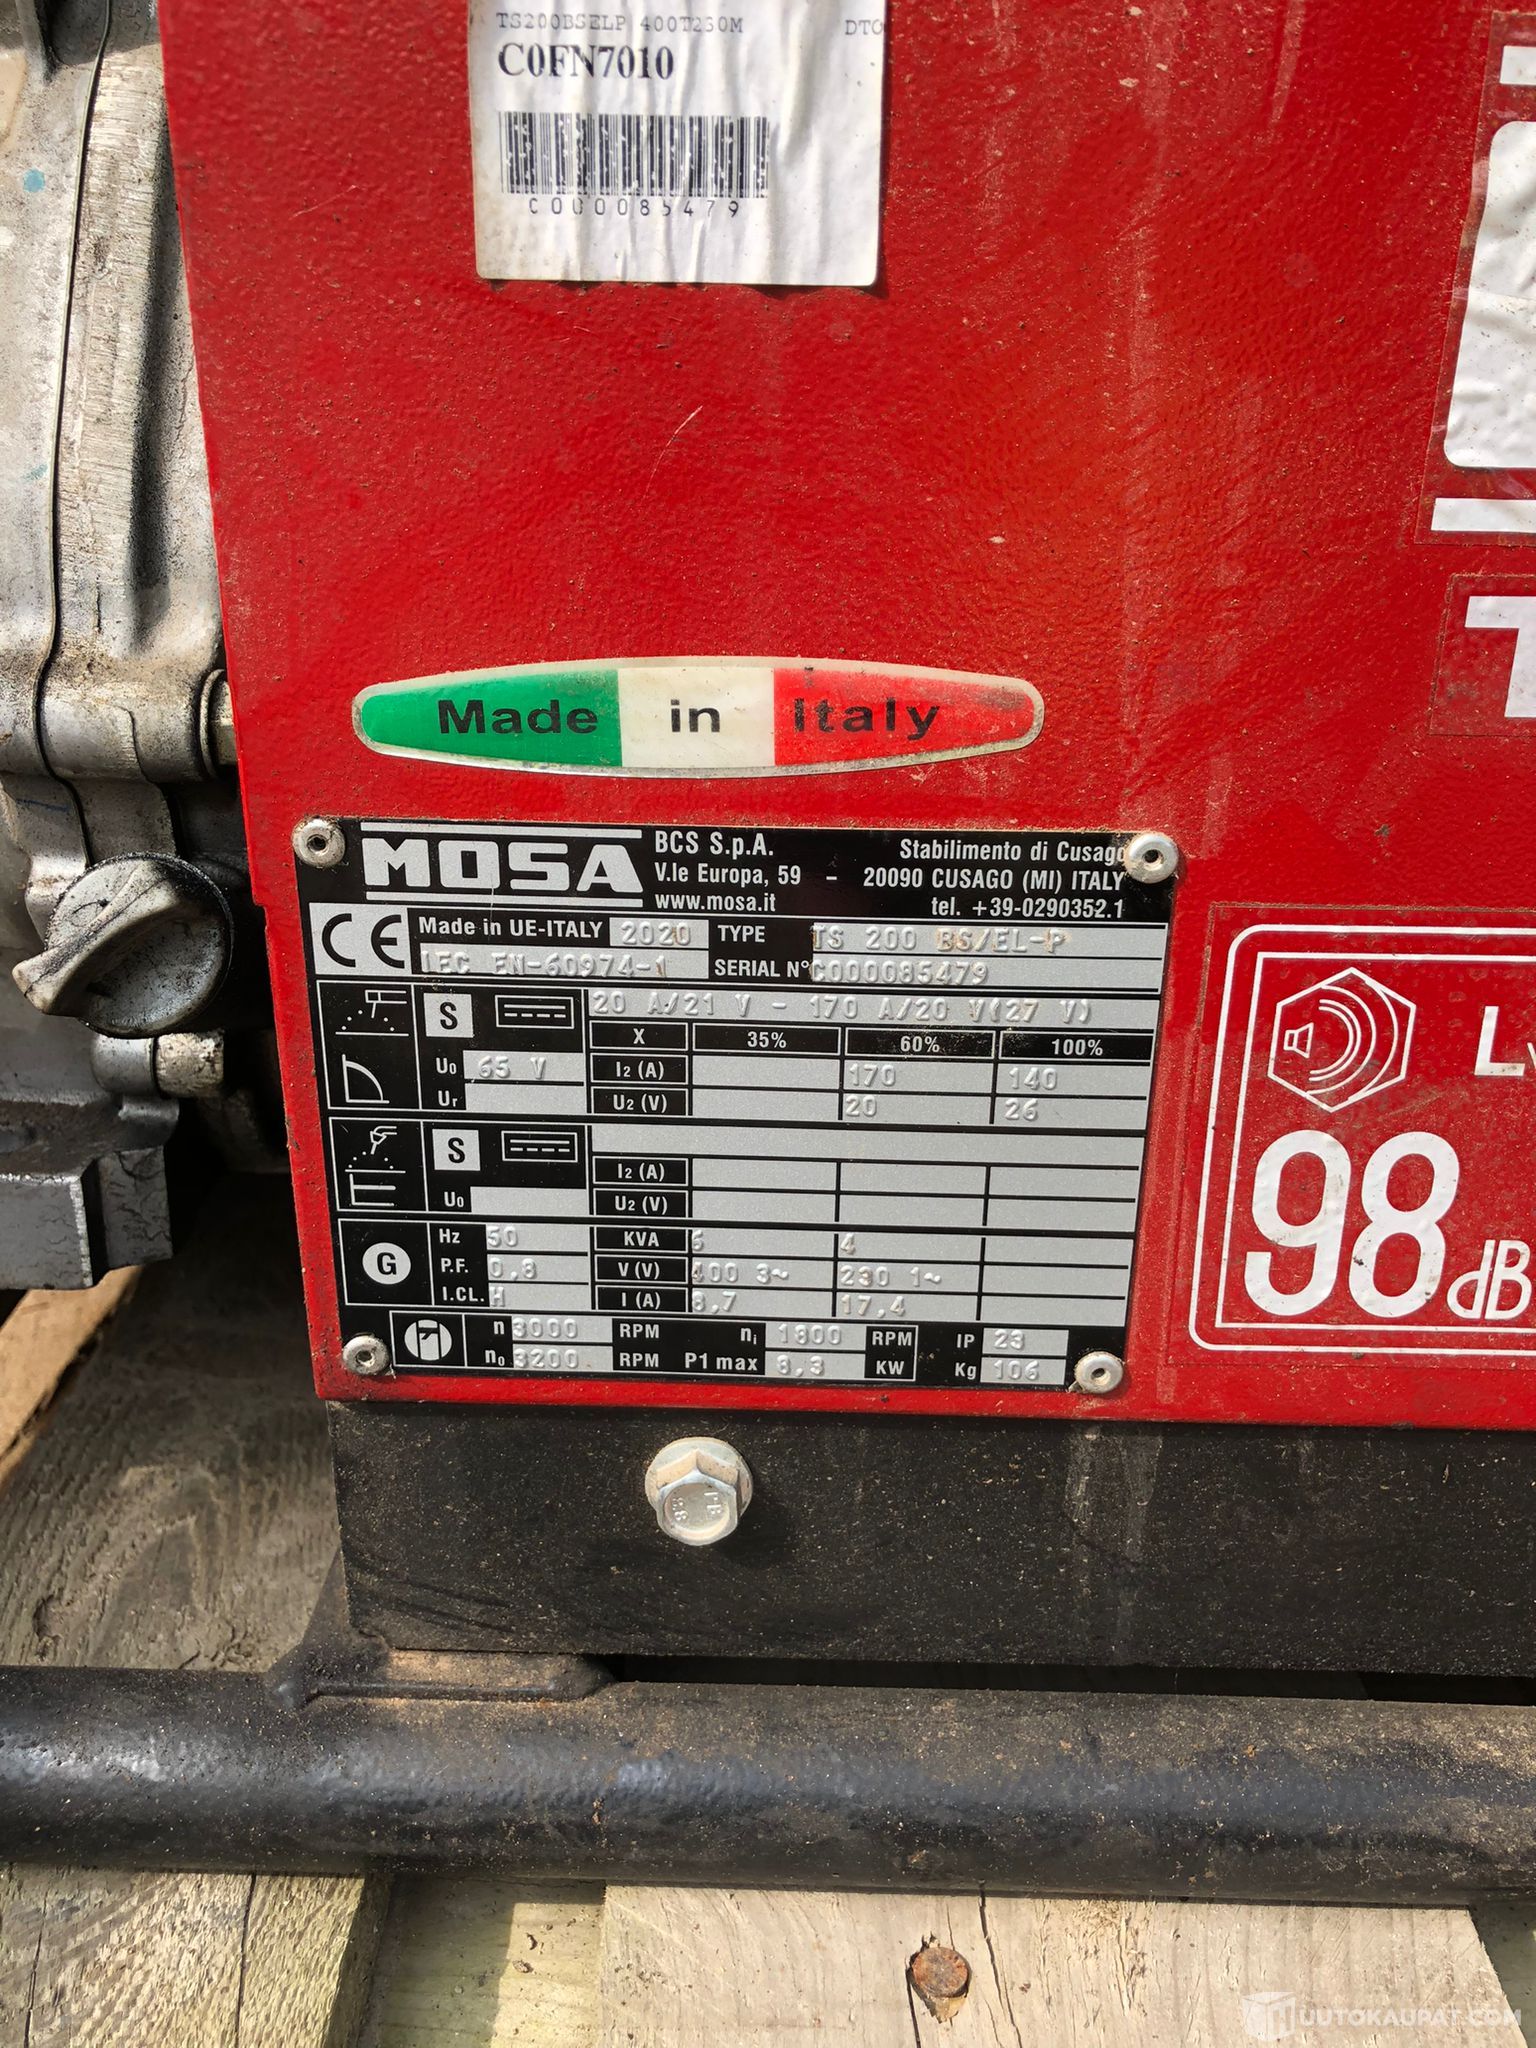 TS200BSELP 400T230M DTO
C0FN7010
C000085479
Made in Italy
MOSA
BCS S.p.A.
V.le Europa, 59 - www.mosa.it
Stabilimento di Cusago
20090 CUSAGO (MI) ITALY
tel. +39-0290352.1
CE Made in UE-ITALY 2020 TYPE TS 200 BS/EL-P
IEC EN-60974-1 SERIAL N° C000085479
S 20 A/21 V - 170 A/20 V(27 V)
X 35% 60% 100%
U0 65 V I2 (A) 170 140
Ur U2 (V) 20 26
S
I2 (A)
U0 U2 (V)
G Hz 50 KVA 6 4
P.F. 0,8 V (V) 400 3~ 230 1~
I.CL. H I (A) 8,7 17,4
n 3000 RPM ni 1800 RPM IP 23
n0 3200 RPM P1 max 8,3 KW Kg 106
98 dB
8.8
HUUTOKAUPAT.COM